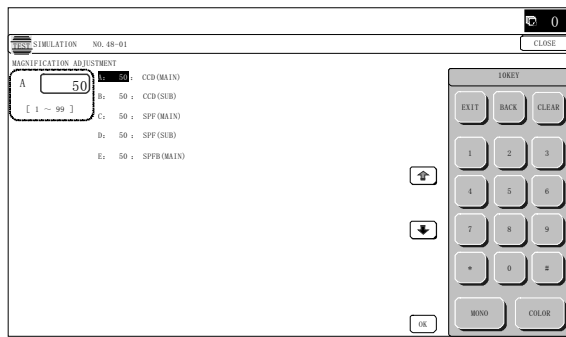 0
TEST SIMULATION NO. 48-01
CLOSE
MAGNIFICATION ADJUSTMENT
A 50
[ 1 ～ 99 ]
A: 50 : CCD(MAIN)
B: 50 : CCD(SUB)
C: 50 : SPF(MAIN)
D: 50 : SPF(SUB)
E: 50 : SPFB(MAIN)
10KEY
EXIT BACK CLEAR
1 2 3
4 5 6
7 8 9
* 0 #
MONO COLOR
OK